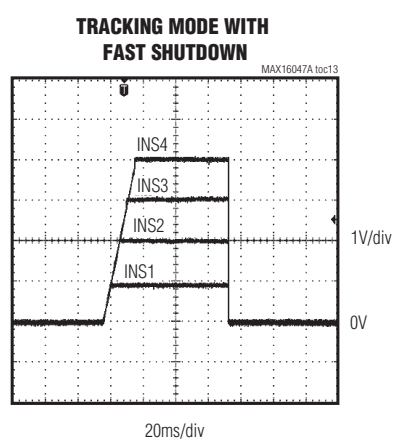 TRACKING MODE WITH
FAST SHUTDOWN
MAX16047A toc13
T
INS4
INS3
INS2
INS1
1V/div
0V
20ms/div